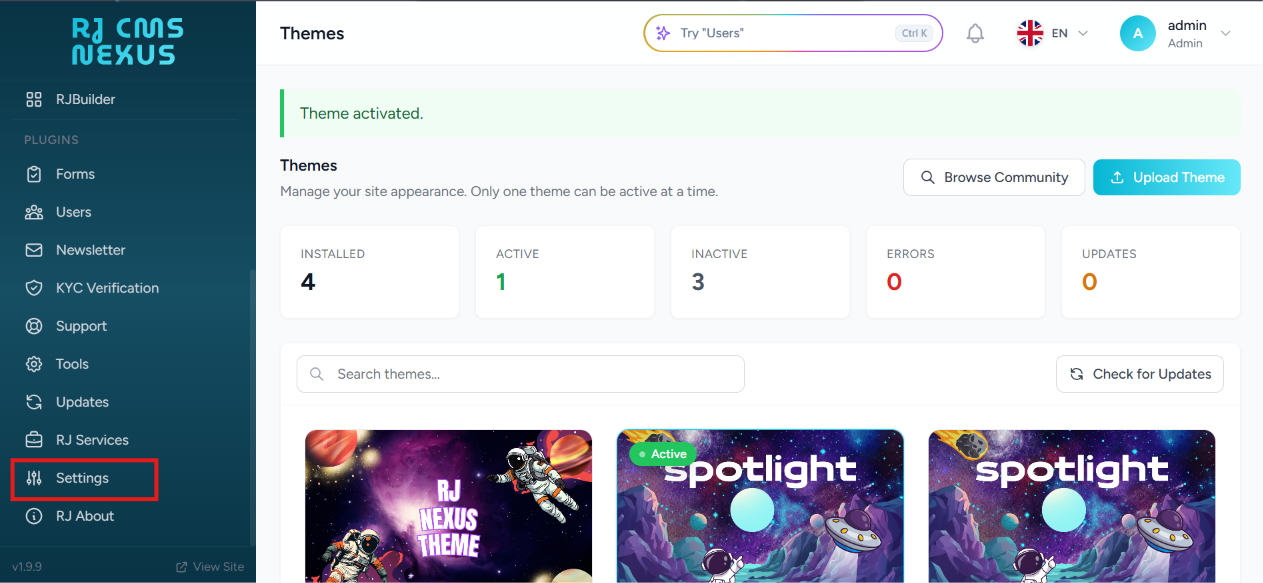 RJ CMS
NEXUS
RJBuilder
PLUGINS
Forms
Users
Newsletter
KYC Verification
Support
Tools
Updates
RJ Services
Settings
RJ About
v1.9.9
View Site
Themes
Try "Users"
Ctrl K
EN
A
admin
Admin
Theme activated.
Themes
Manage your site appearance. Only one theme can be active at a time.
Browse Community
Upload Theme
INSTALLED
4
ACTIVE
1
INACTIVE
3
ERRORS
0
UPDATES
0
Search themes...
Check for Updates
RJ
NEXUS
THEME
Active
spotlight
spotlight